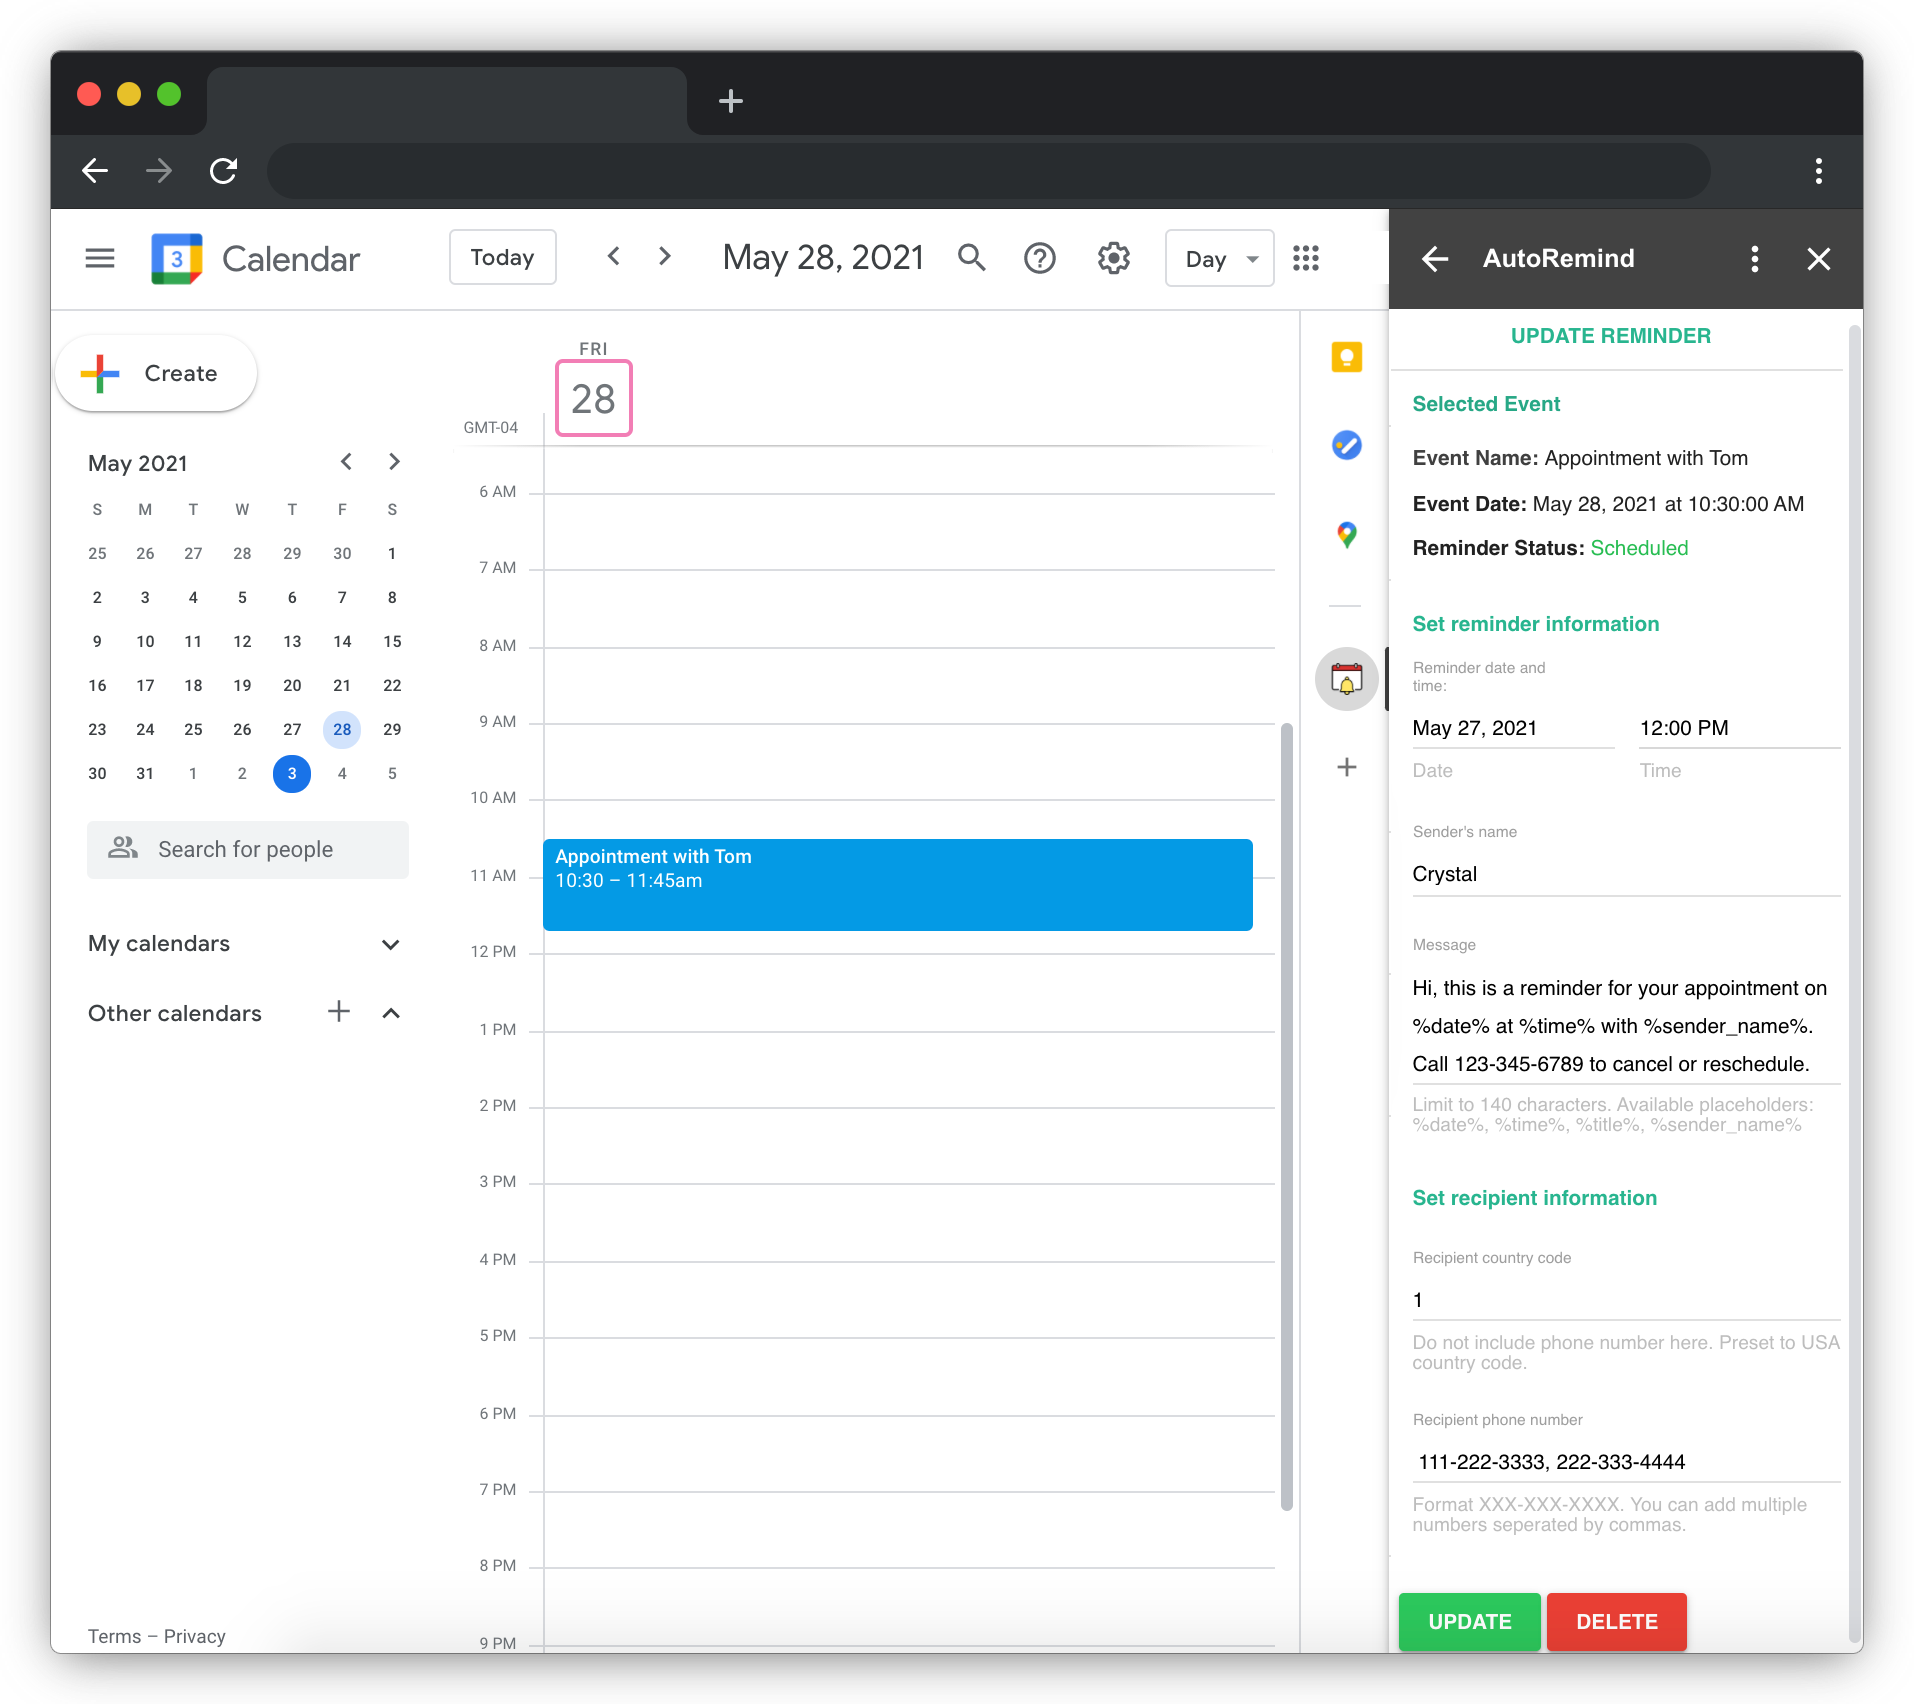 3
Calendar
Today
May 28, 2021
Day
AutoRemind
Create
May 2021
S M T W T F S
25 26 27 28 29 30 1
2 3 4 5 6 7 8
9 10 11 12 13 14 15
16 17 18 19 20 21 22
23 24 25 26 27 28 29
30 31 1 2 3 4 5
Search for people
My calendars
Other calendars
Terms – Privacy
FRI
28
GMT-04
6 AM
7 AM
8 AM
9 AM
10 AM
Appointment with Tom
10:30 – 11:45am
11 AM
12 PM
1 PM
2 PM
3 PM
4 PM
5 PM
6 PM
7 PM
8 PM
9 PM
UPDATE REMINDER
Selected Event
Event Name: Appointment with Tom
Event Date: May 28, 2021 at 10:30:00 AM
Reminder Status: Scheduled
Set reminder information
Reminder date and
time:
May 27, 2021 12:00 PM
Date Time
Sender's name
Crystal
Message
Hi, this is a reminder for your appointment on
%date% at %time% with %sender_name%.
Call 123-345-6789 to cancel or reschedule.
Limit to 140 characters. Available placeholders:
%date%, %time%, %title%, %sender_name%
Set recipient information
Recipient country code
1
Do not include phone number here. Preset to USA
country code.
Recipient phone number
111-222-3333, 222-333-4444
Format XXX-XXX-XXXX. You can add multiple
numbers seperated by commas.
UPDATE DELETE